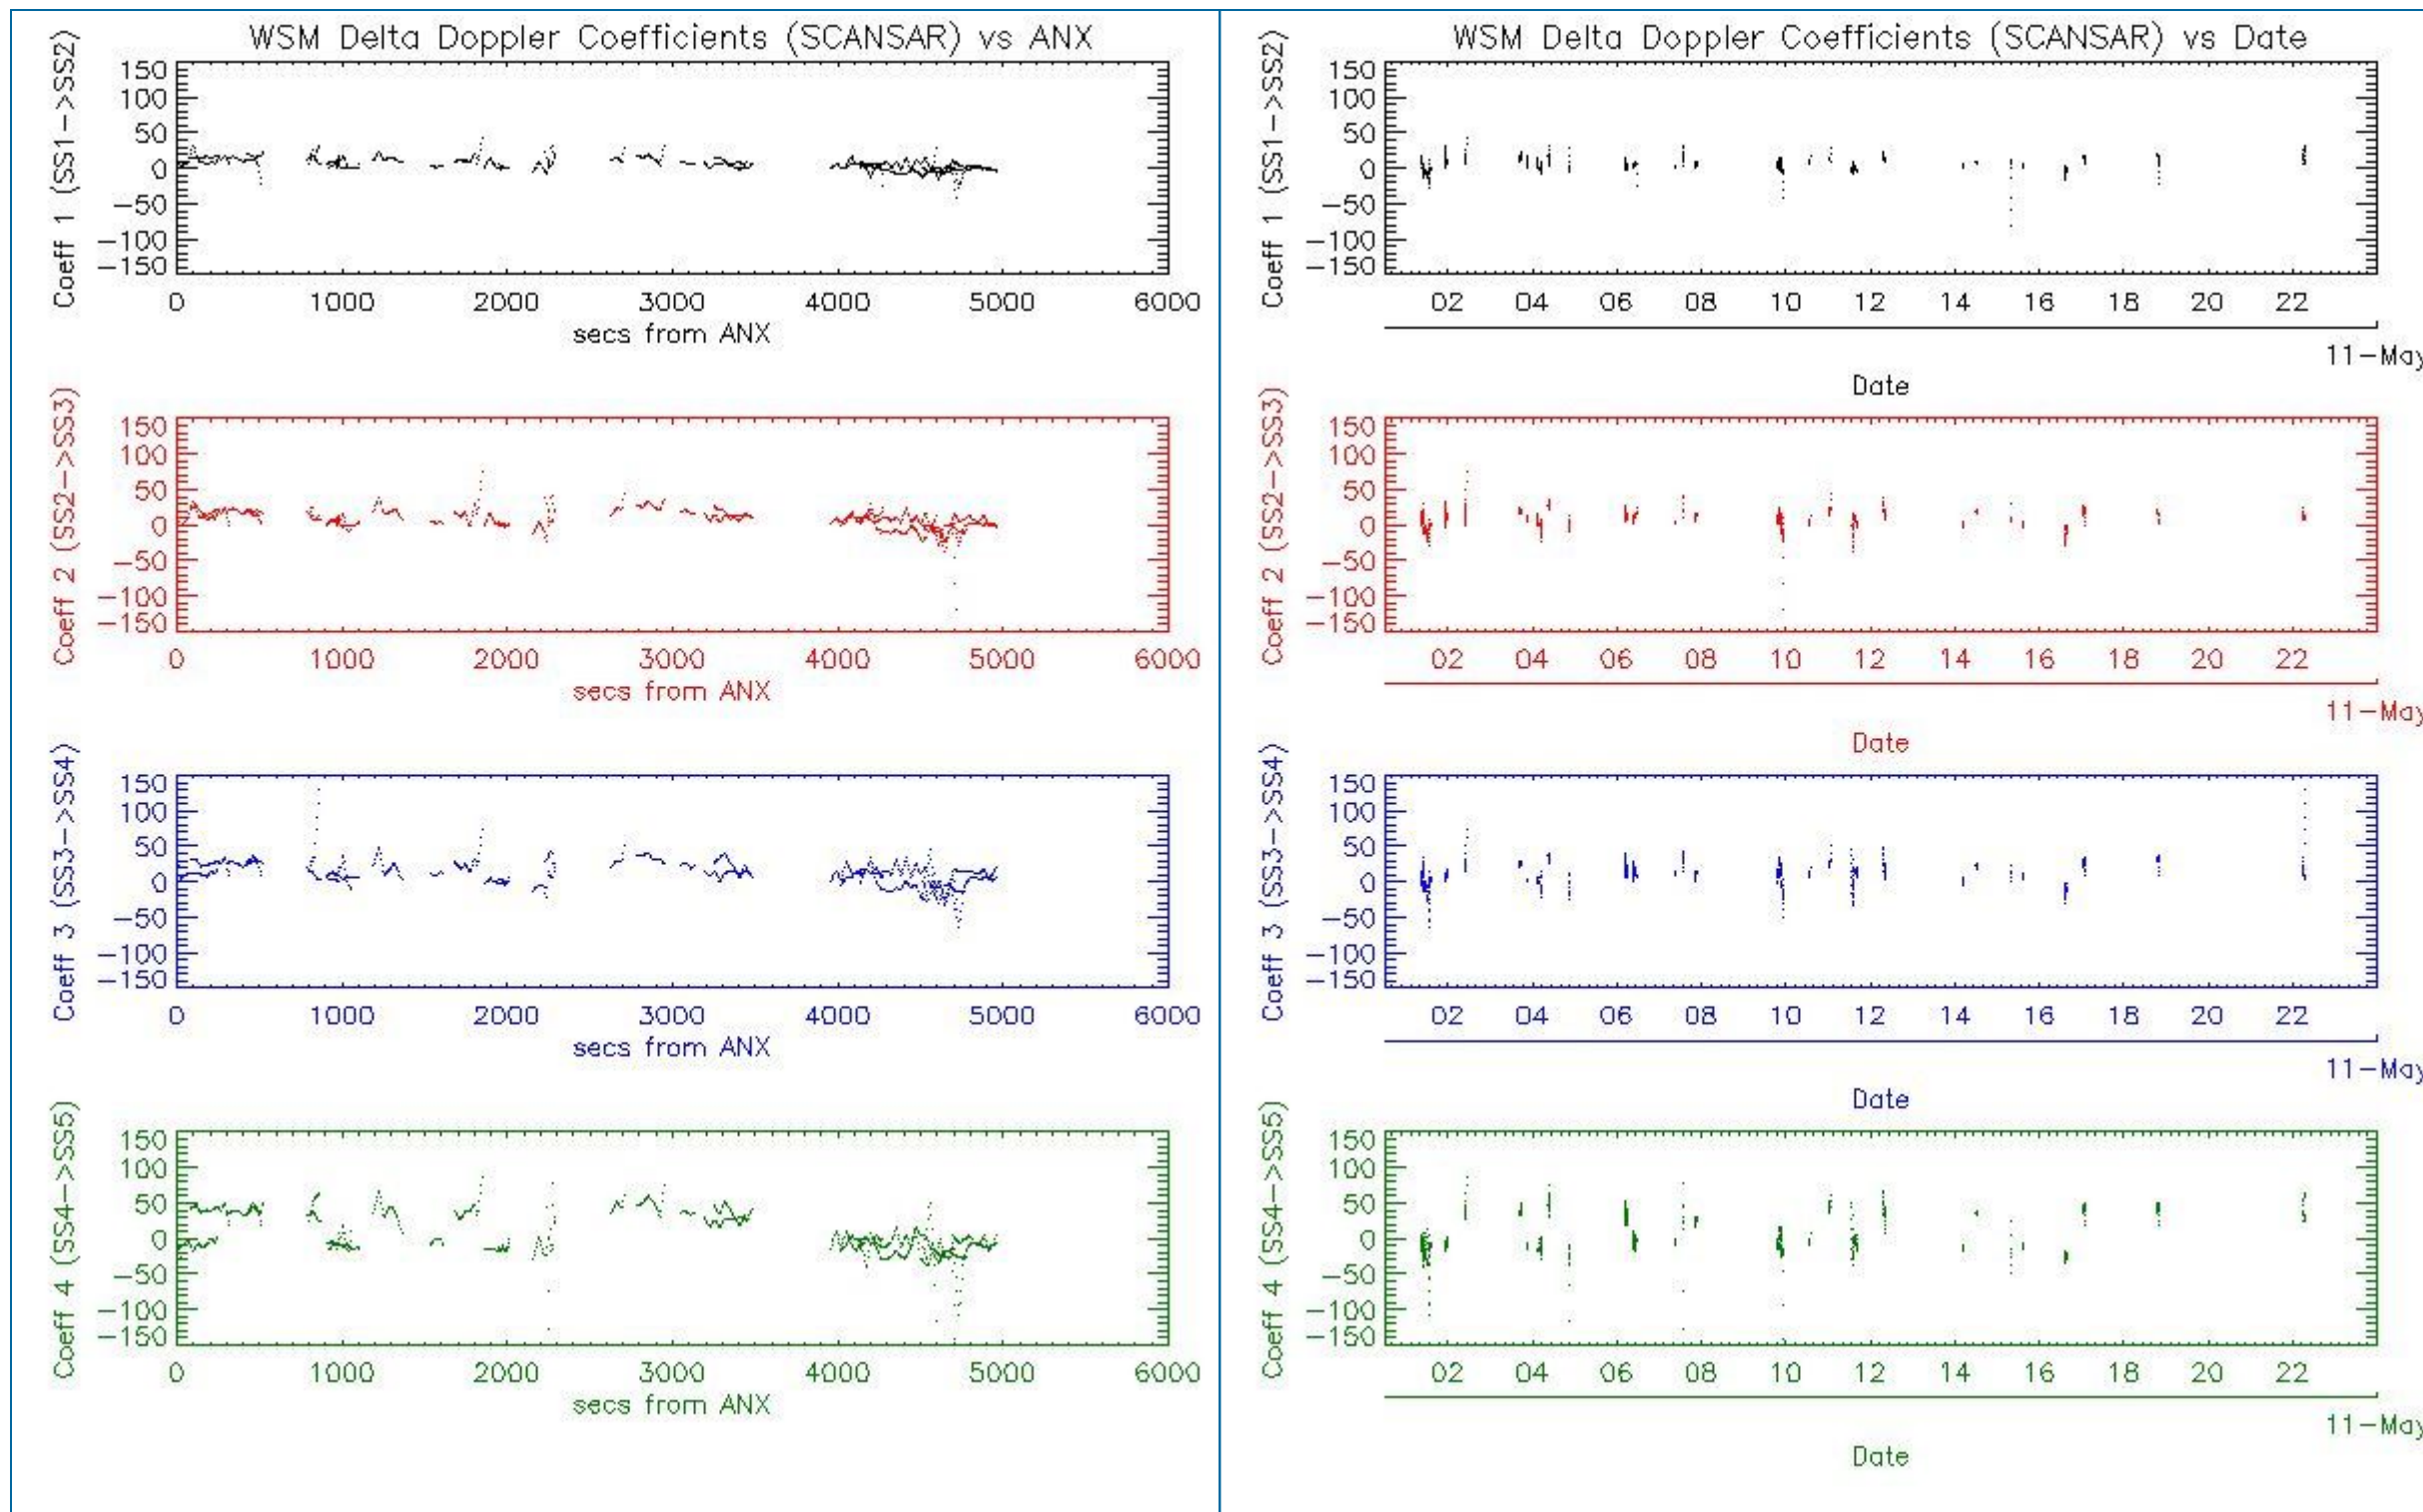 WSM Delta Doppler Coefficients (SCANSAR) vs ANX
Coeff 1 (SS1->SS2)
150
100
50
0
-50
-100
-150
0 1000 2000 3000 4000 5000 6000
secs from ANX
Coeff 2 (SS2->SS3)
150
100
50
0
-50
-100
-150
0 1000 2000 3000 4000 5000 6000
secs from ANX
Coeff 3 (SS3->SS4)
150
100
50
0
-50
-100
-150
0 1000 2000 3000 4000 5000 6000
secs from ANX
Coeff 4 (SS4->SS5)
150
100
50
0
-50
-100
-150
0 1000 2000 3000 4000 5000 6000
secs from ANX
WSM Delta Doppler Coefficients (SCANSAR) vs Date
Coeff 1 (SS1->SS2)
150
100
50
0
-50
-100
-150
02 04 06 08 10 12 14 16 18 20 22
11-May
Date
Coeff 2 (SS2->SS3)
150
100
50
0
-50
-100
-150
02 04 06 08 10 12 14 16 18 20 22
11-May
Date
Coeff 3 (SS3->SS4)
150
100
50
0
-50
-100
-150
02 04 06 08 10 12 14 16 18 20 22
11-May
Date
Coeff 4 (SS4->SS5)
150
100
50
0
-50
-100
-150
02 04 06 08 10 12 14 16 18 20 22
11-May
Date